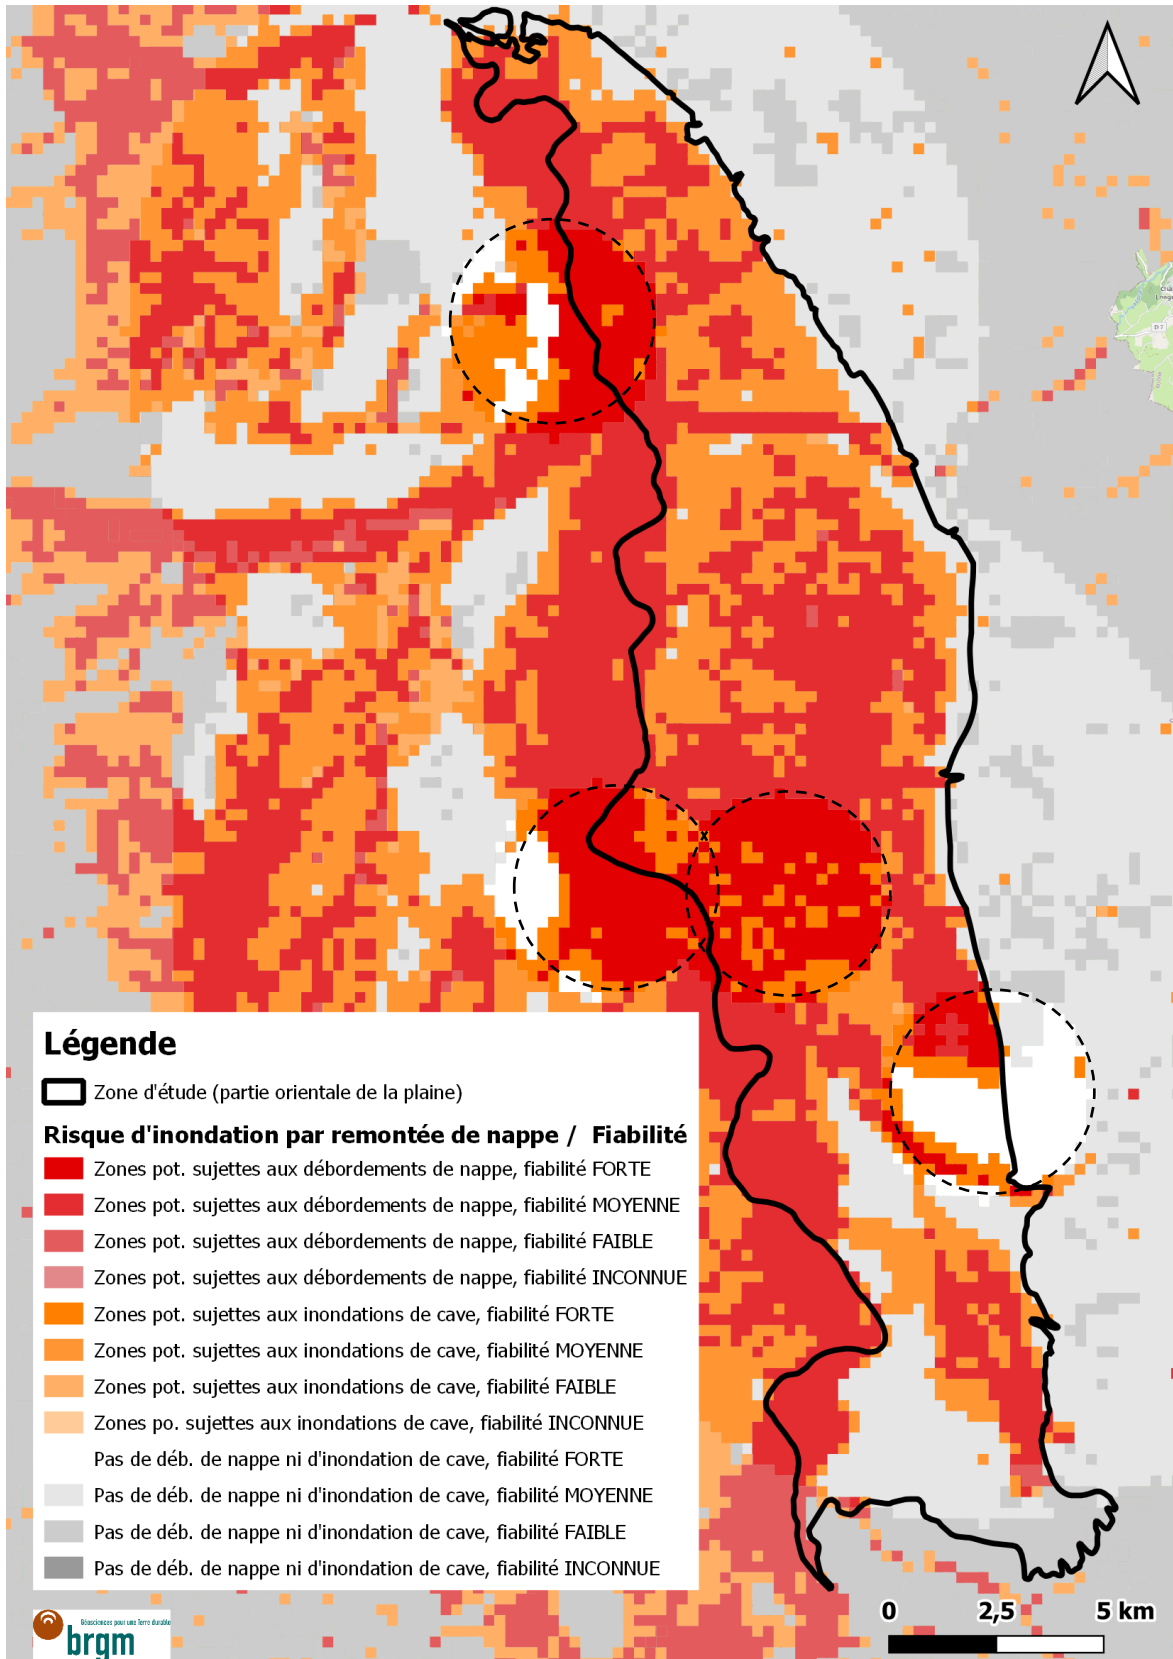 D 7
Légende
Zone d'étude (partie orientale de la plaine)
Risque d'inondation par remontée de nappe / Fiabilité
Zones pot. sujettes aux débordements de nappe, fiabilité FORTE
Zones pot. sujettes aux débordements de nappe, fiabilité MOYENNE
Zones pot. sujettes aux débordements de nappe, fiabilité FAIBLE
Zones pot. sujettes aux débordements de nappe, fiabilité INCONNUE
Zones pot. sujettes aux inondations de cave, fiabilité FORTE
Zones pot. sujettes aux inondations de cave, fiabilité MOYENNE
Zones pot. sujettes aux inondations de cave, fiabilité FAIBLE
Zones po. sujettes aux inondations de cave, fiabilité INCONNUE
Pas de déb. de nappe ni d'inondation de cave, fiabilité FORTE
Pas de déb. de nappe ni d'inondation de cave, fiabilité MOYENNE
Pas de déb. de nappe ni d'inondation de cave, fiabilité FAIBLE
Pas de déb. de nappe ni d'inondation de cave, fiabilité INCONNUE
0 2,5 5 km
Géosciences pour une Terre durable
brgm